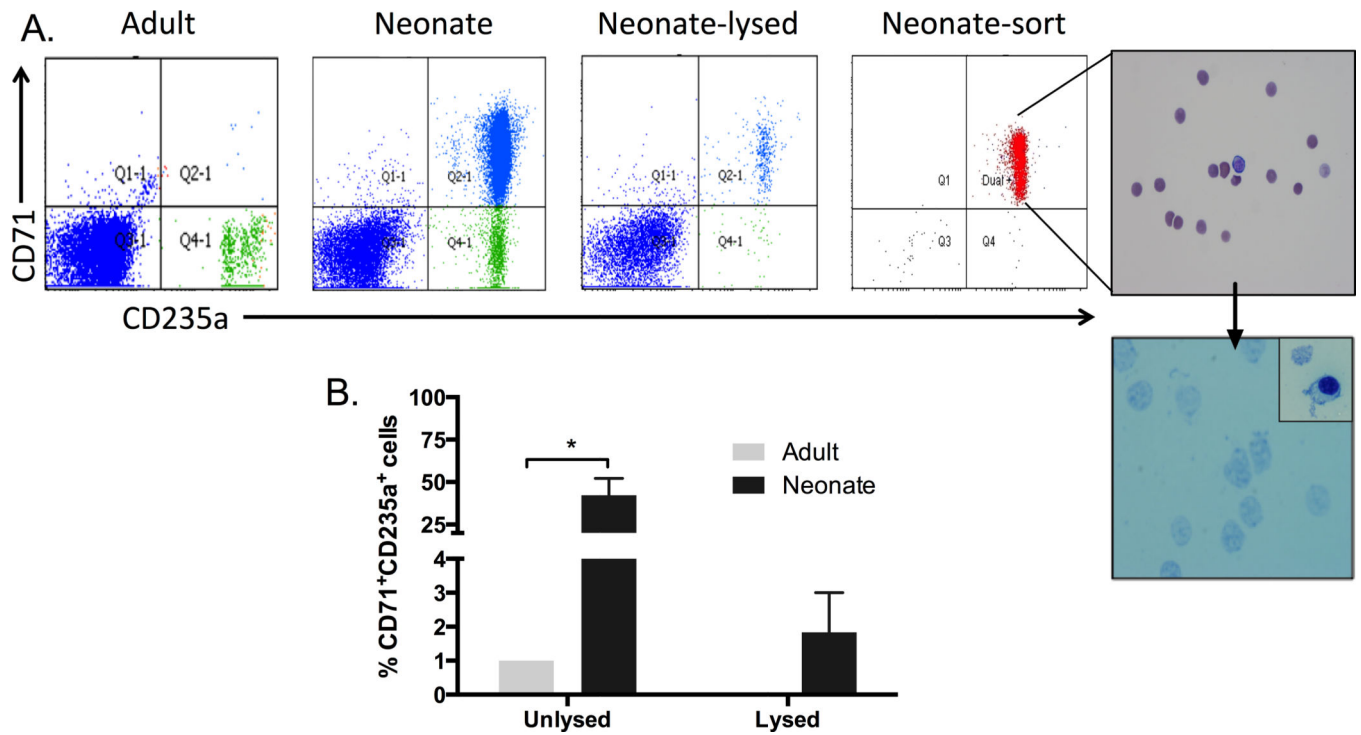 A.
Adult
Neonate
Neonate-lysed
Neonate-sort
CD71
Q1-1
Q2-1
Q3-1
Q4-1
Q1-1
Q2-1
Q4-1
Q1-1
Q2-1
Q4-1
Q1
Dual +
Q3
Q4
CD235a
B.
% CD71⁺CD235a⁺ cells
100
75
50
25
4
3
2
1
0
*
Adult
Neonate
Unlysed
Lysed